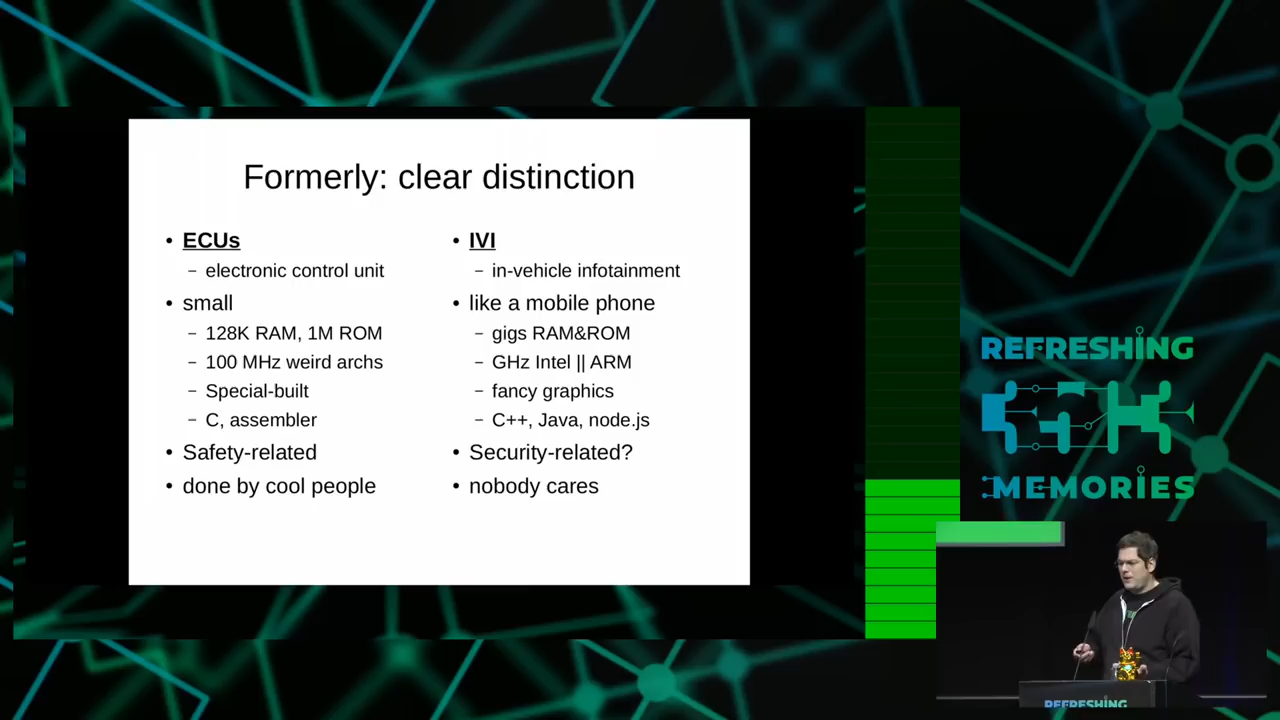 Formerly: clear distinction
• ECUs
– electronic control unit
• small
– 128K RAM, 1M ROM
– 100 MHz weird archs
– Special-built
– C, assembler
• Safety-related
• done by cool people
• IVI
– in-vehicle infotainment
• like a mobile phone
– gigs RAM&ROM
– GHz Intel || ARM
– fancy graphics
– C++, Java, node.js
• Security-related?
• nobody cares
REFRESHING
MEMORIES
REFRESHING